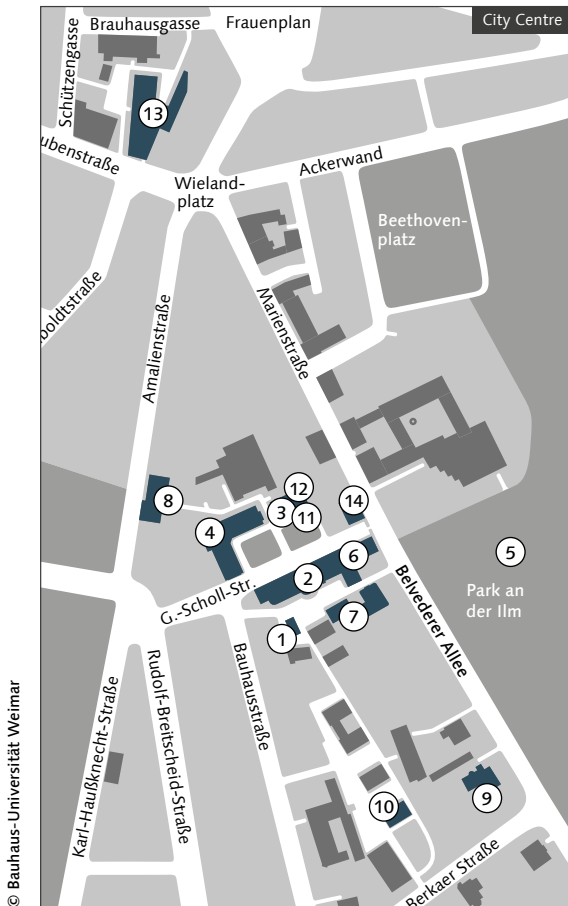 City Centre
Brauhausgasse
Frauenplan
Schützengasse
13
ubenstraße
Ackerwand
Wieland-
platz
Beethoven-
platz
boldtstraße
Amalienstraße
Marienstraße
8
12
3
11
14
4
6
5
2
G.-Scholl-Str.
Park an
der Ilm
1
7
Belvederer Allee
Bauhausstraße
Rudolf-Breitscheid-Straße
Karl-Haußknecht-Straße
10
9
Berkaer Straße
© Bauhaus-Universität Weimar